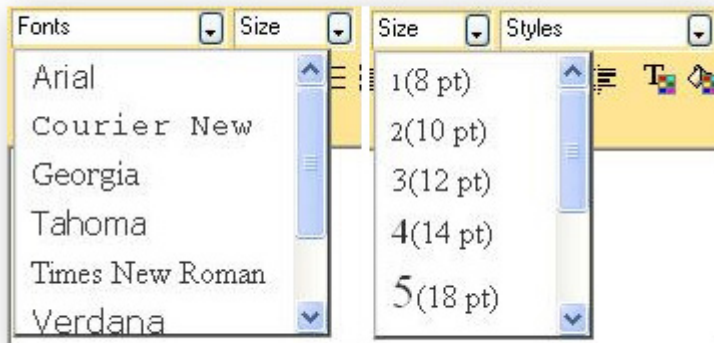 Fonts Size
Arial
Courier New
Georgia
Tahoma
Times New Roman
Verdana
Size Styles
1(8 pt)
2(10 pt)
3(12 pt)
4(14 pt)
5(18 pt)
T